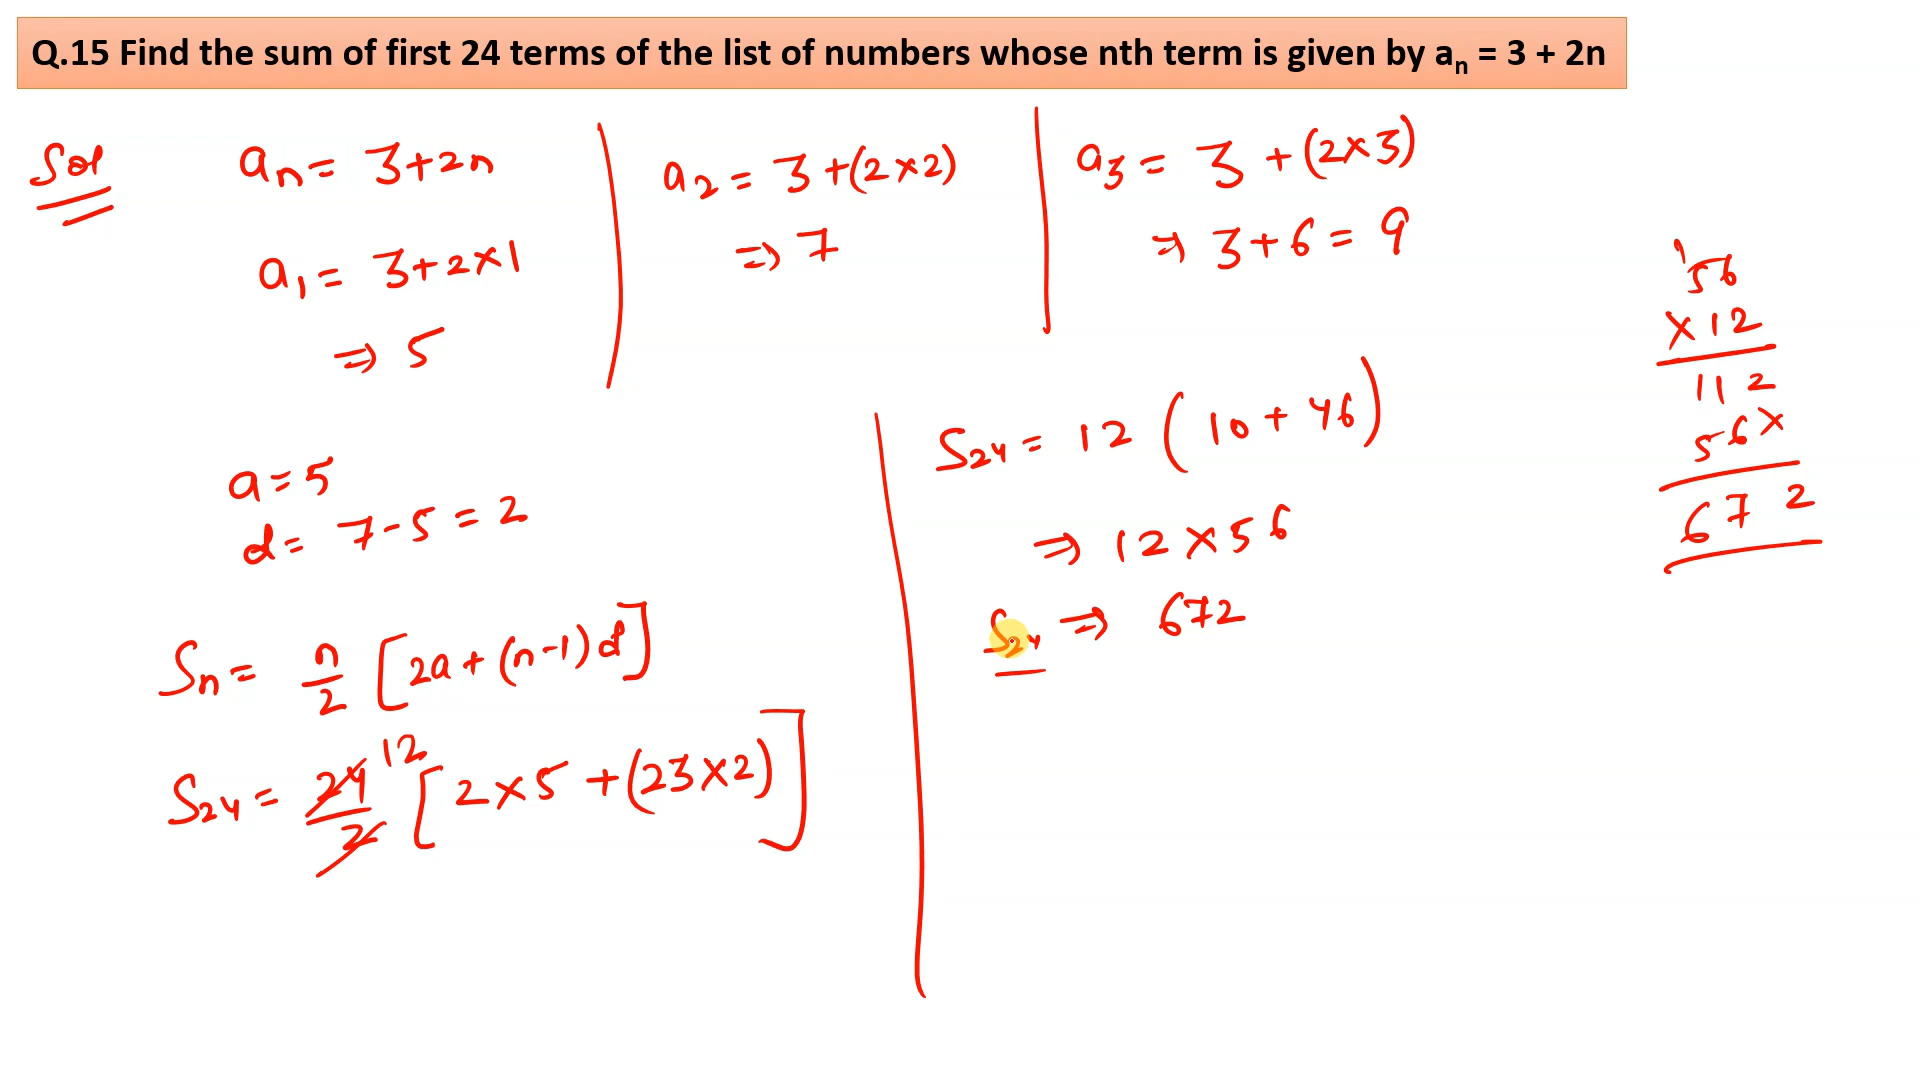 Q.15 Find the sum of first 24 terms of the list of numbers whose nth term is given by aₙ = 3 + 2n
Sol
aₙ = 3+2n
a₁ = 3+2×1
⇒ 5
a₂ = 3+(2×2)
⇒ 7
a₃ = 3 + (2×3)
⇒ 3+6 = 9
a=5
d= 7-5 = 2
Sₙ = n/2 [2a+(n-1)d]
S₂₄ = 24/2 12 [2×5+(23×2)]
S₂₄ = 12 (10+46)
⇒ 12×56
S₂₄ ⇒ 672
1
56
×12
112
56×
672